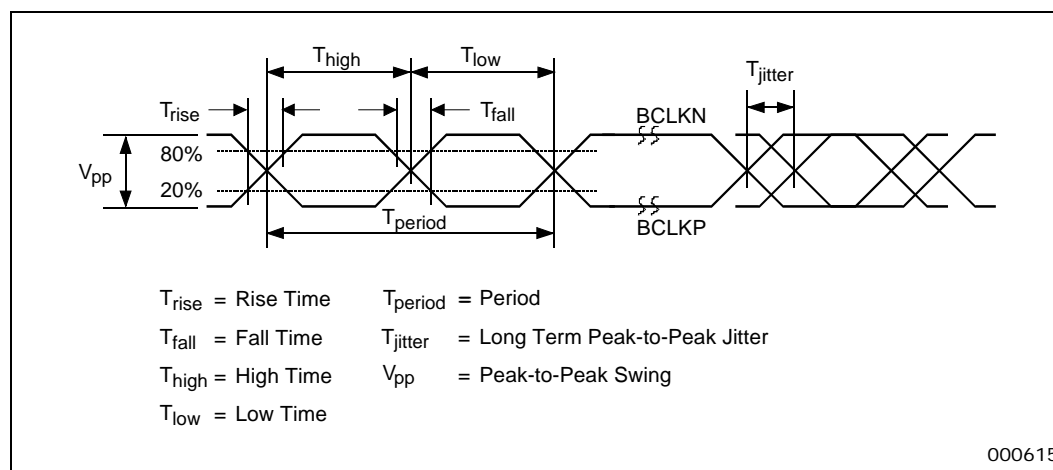 Thigh
Tlow
Tjitter
Trise
Tfall
BCLKN
80%
Vpp
20%
BCLKP
Tperiod
Trise = Rise Time
Tperiod = Period
Tfall = Fall Time
Tjitter = Long Term Peak-to-Peak Jitter
Thigh = High Time
Vpp = Peak-to-Peak Swing
Tlow = Low Time
000615